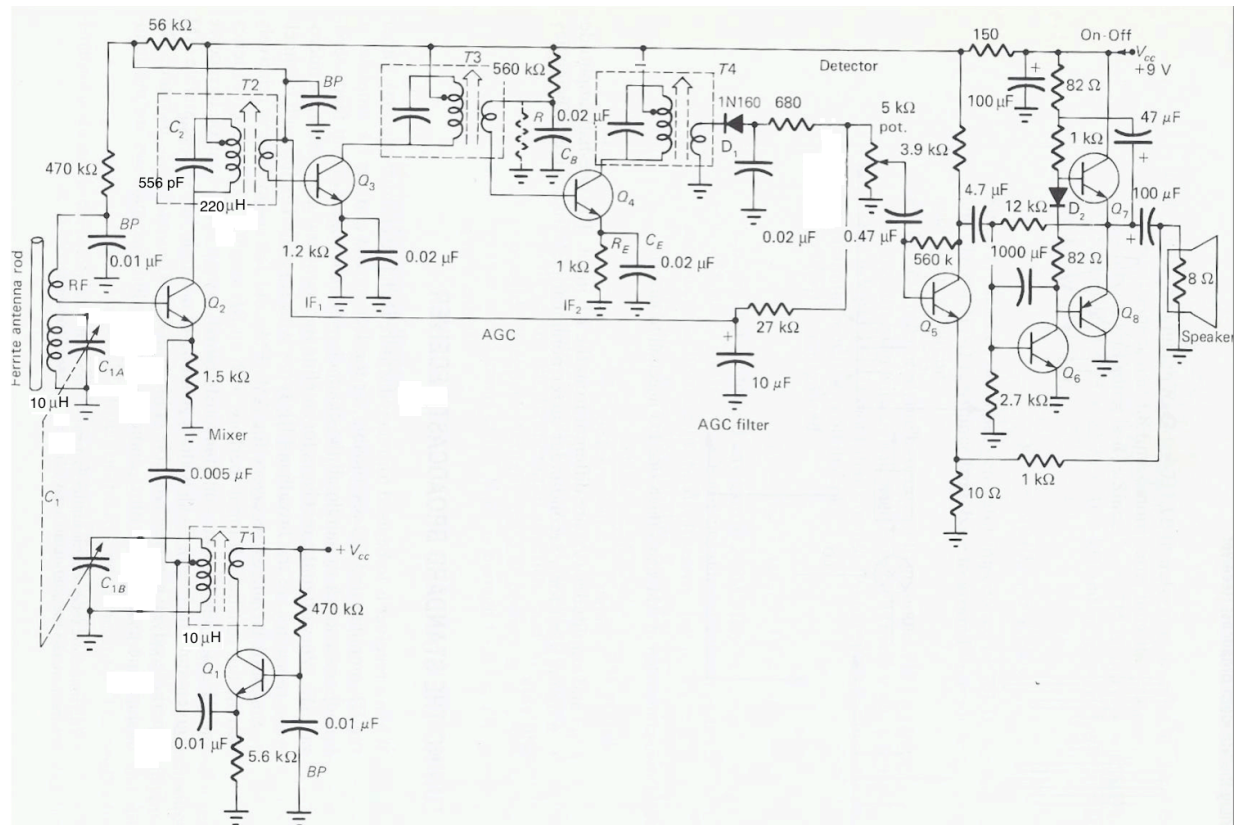 56 kΩ
150
On-Off
T3
560 kΩ
Detector
Vcc
+9 V
BP
T2
T4
82 Ω
1N160
680
5 kΩ
pot.
100 μF
47 μF
C2
R
0.02 μF
470 kΩ
CB
D1
3.9 kΩ
1 kΩ
556 pF
Q3
Q4
Q7
220μH
4.7 μF
D2
100 μF
12 kΩ
BP
0.01 μF
1.2 kΩ
RE
CE
0.02 μF
0.47 μF
560 k
1000 μF
82 Ω
0.02 μF
1 kΩ
0.02 μF
8 Ω
RF
Q2
IF1
IF2
27 kΩ
Q5
Q8
Speaker
Ferrite antenna rod
AGC
Q6
C1A
1.5 kΩ
10 μF
2.7 kΩ
10 μH
Mixer
AGC filter
0.005 μF
1 kΩ
C1
10 Ω
T1
+ Vcc
C1B
470 kΩ
10 μH
Q1
0.01 μF
0.01 μF
5.6 kΩ
BP